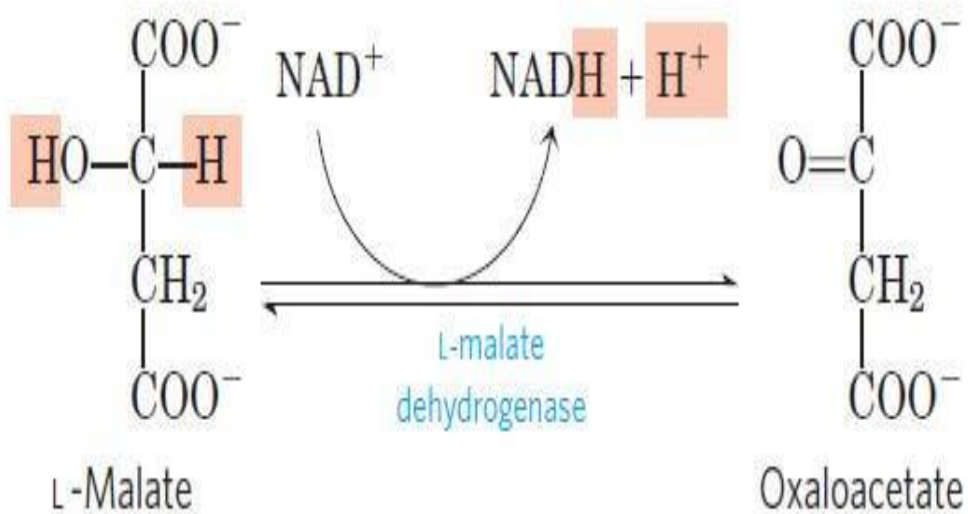 COO⁻
HO—C—H
CH₂
COO⁻
L-Malate
NAD⁺
NADH + H⁺
L-malate
dehydrogenase
COO⁻
O=C
CH₂
COO⁻
Oxaloacetate